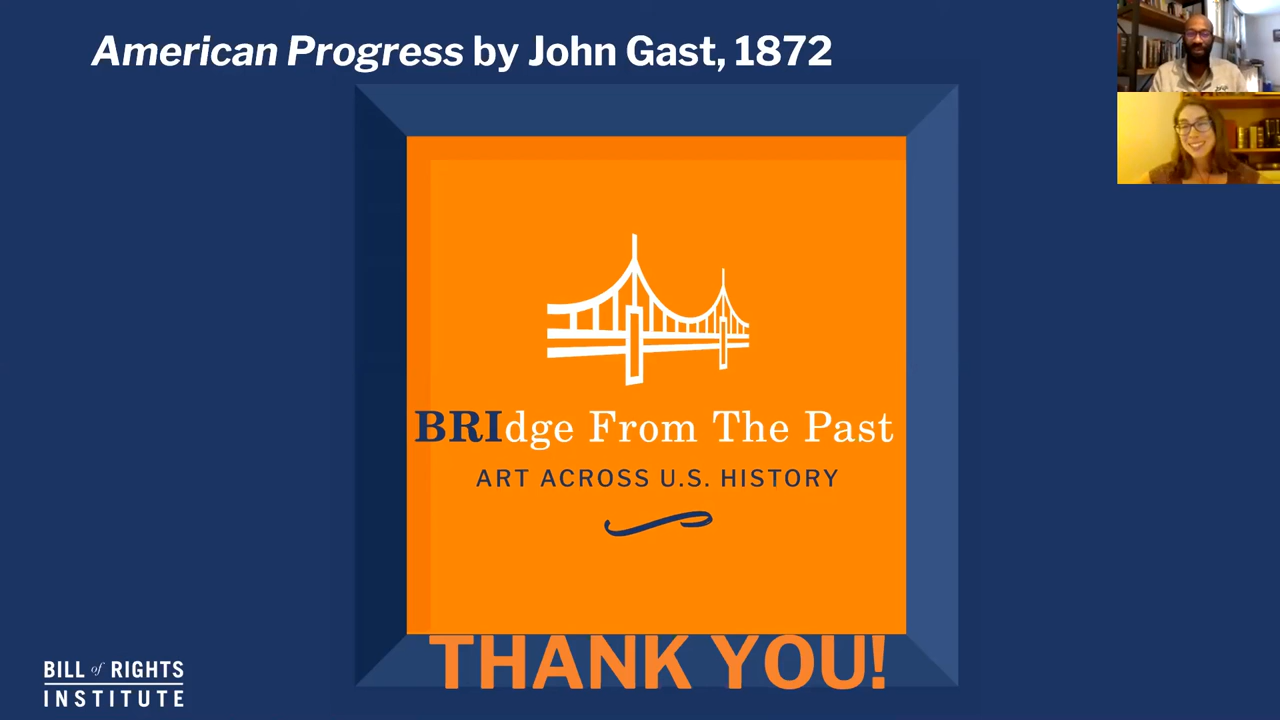 American Progress by John Gast, 1872
BRIdge From The Past
ART ACROSS U.S. HISTORY
THANK YOU!
BILL of RIGHTS
INSTITUTE